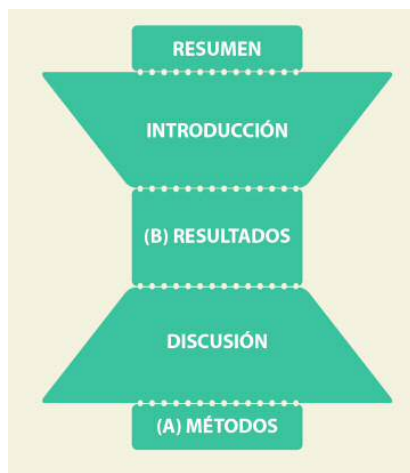 RESUMEN
INTRODUCCIÓN
(B) RESULTADOS
DISCUSIÓN
(A) MÉTODOS